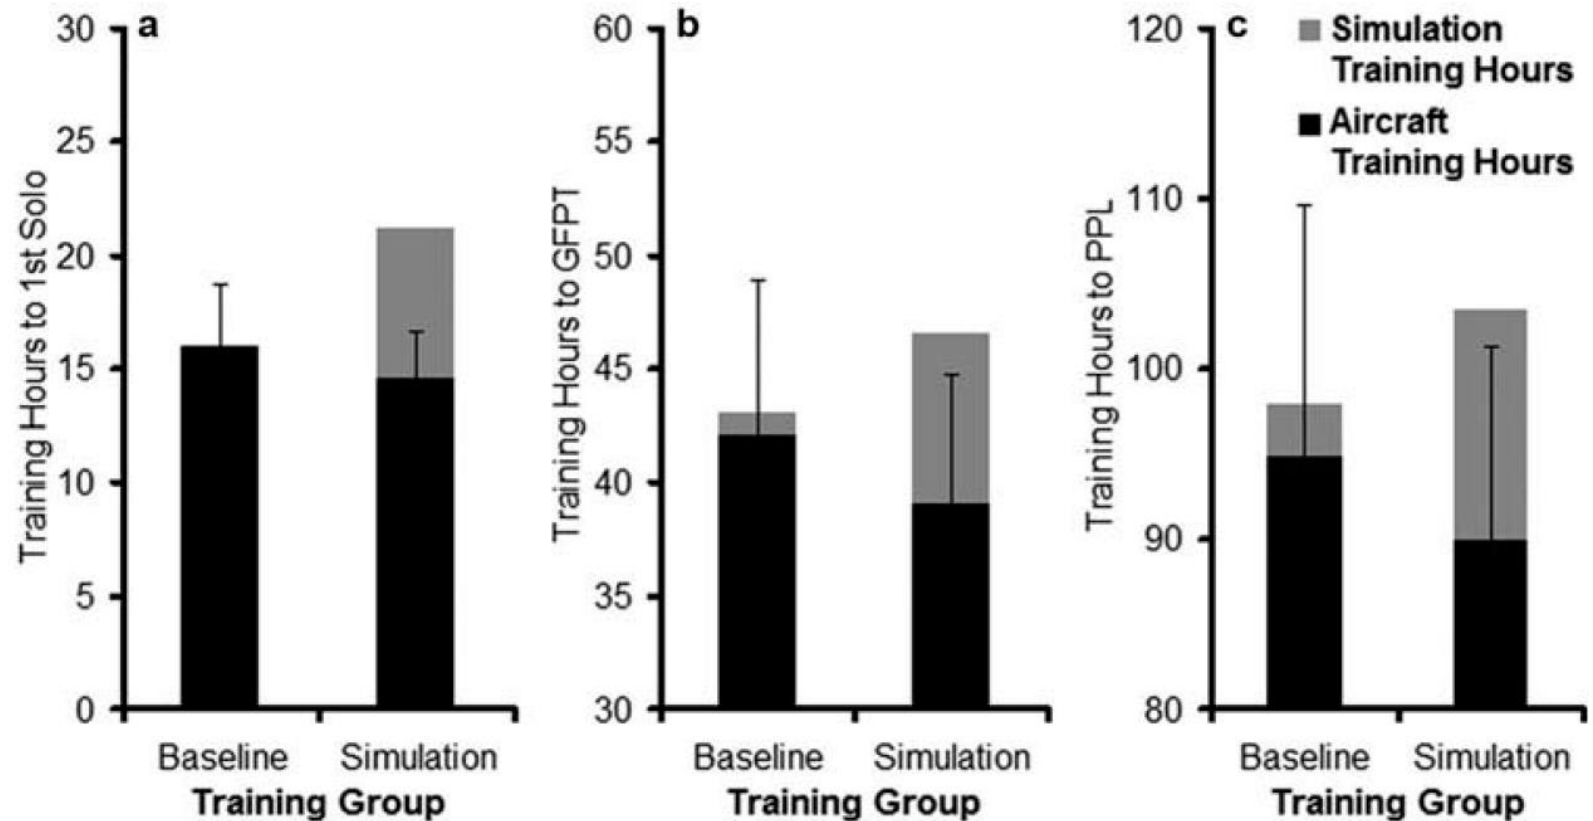 a
30
25
20
15
10
5
0
Training Hours to 1st Solo
Baseline Simulation
Training Group
b
60
55
50
45
40
35
30
Training Hours to GFPT
Baseline Simulation
Training Group
c
120
110
100
90
80
Training Hours to PPL
Baseline Simulation
Training Group
Simulation
Training Hours
Aircraft
Training Hours